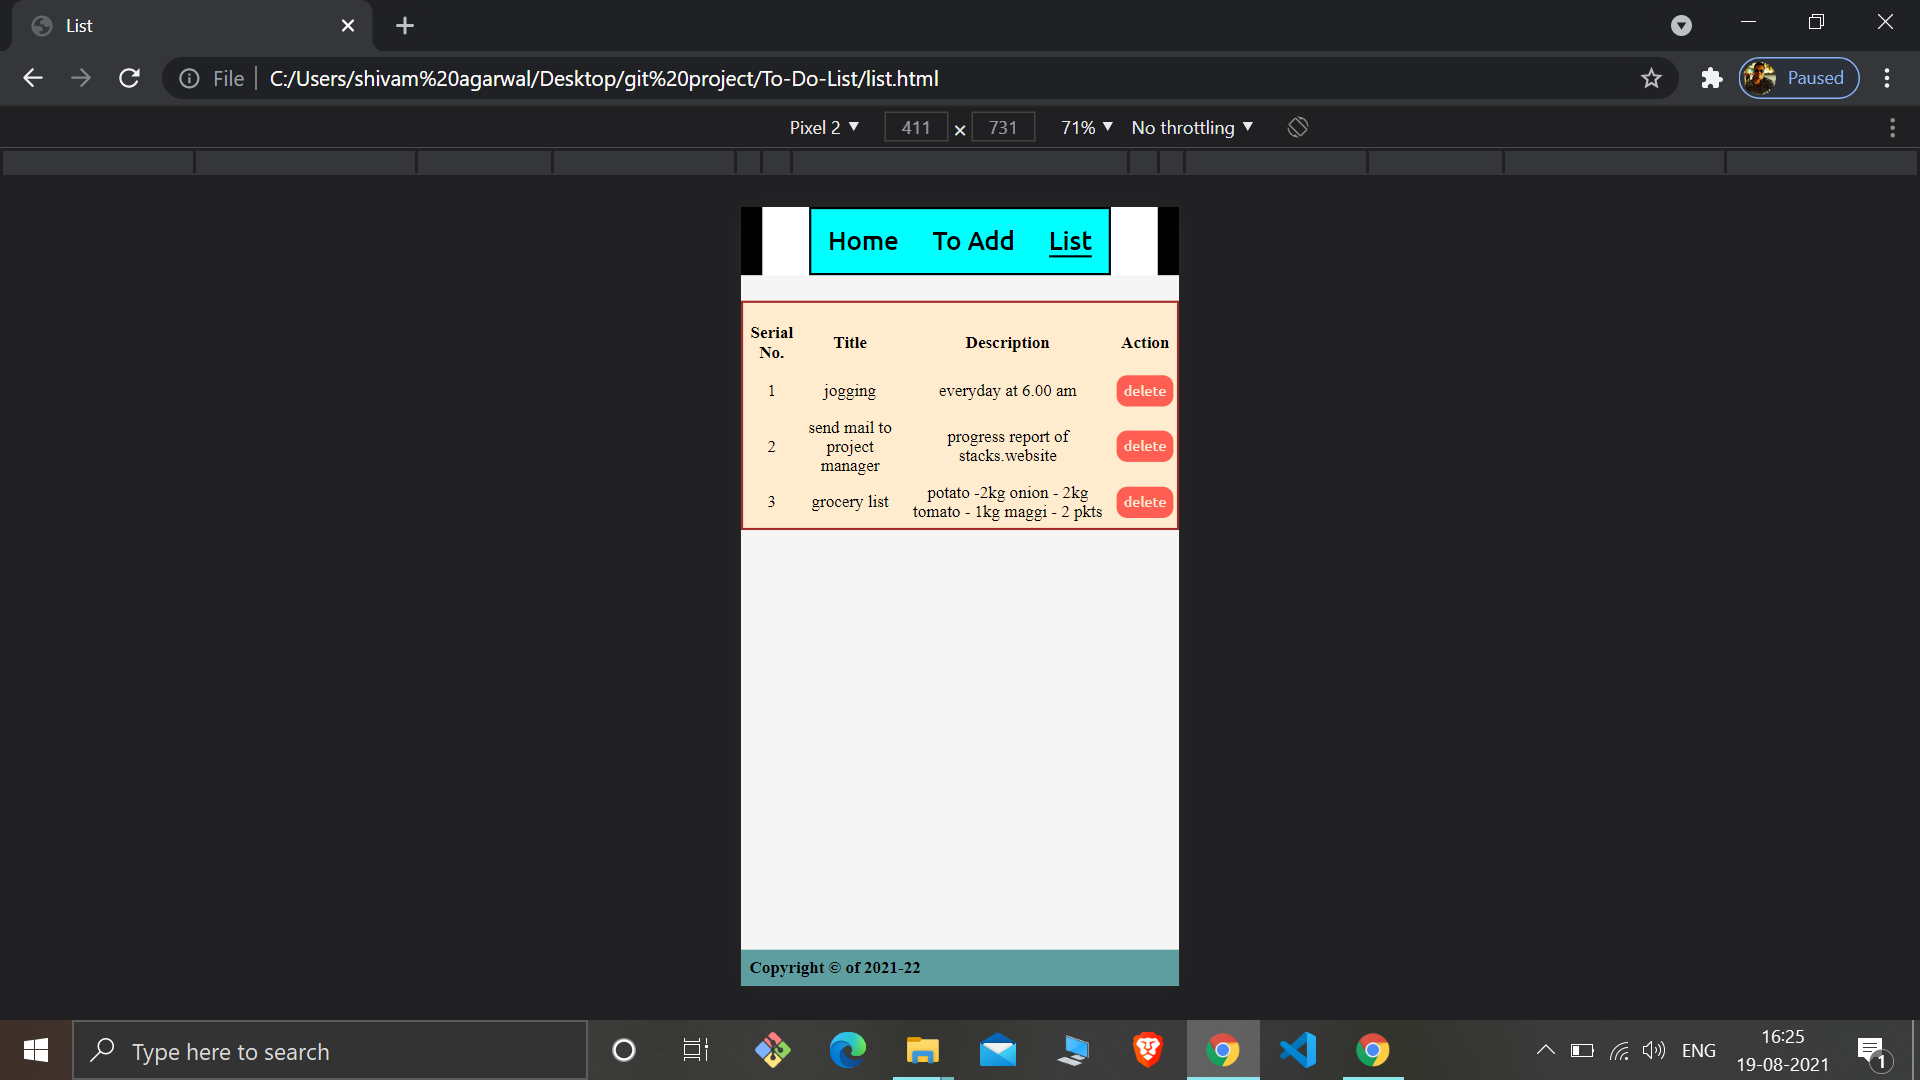 List
File
C:/Users/shivam%20agarwal/Desktop/git%20project/To-Do-List/list.html
Paused
Pixel 2 ▼ 411 × 731 71% ▼ No throttling ▼
Home To Add List
Serial No. Title Description Action
1 jogging everyday at 6.00 am delete
2 send mail to project manager progress report of stacks.website delete
3 grocery list potato -2kg onion - 2kg tomato - 1kg maggi - 2 pkts delete
Copyright © of 2021-22
Type here to search
ENG
16:25
19-08-2021
1